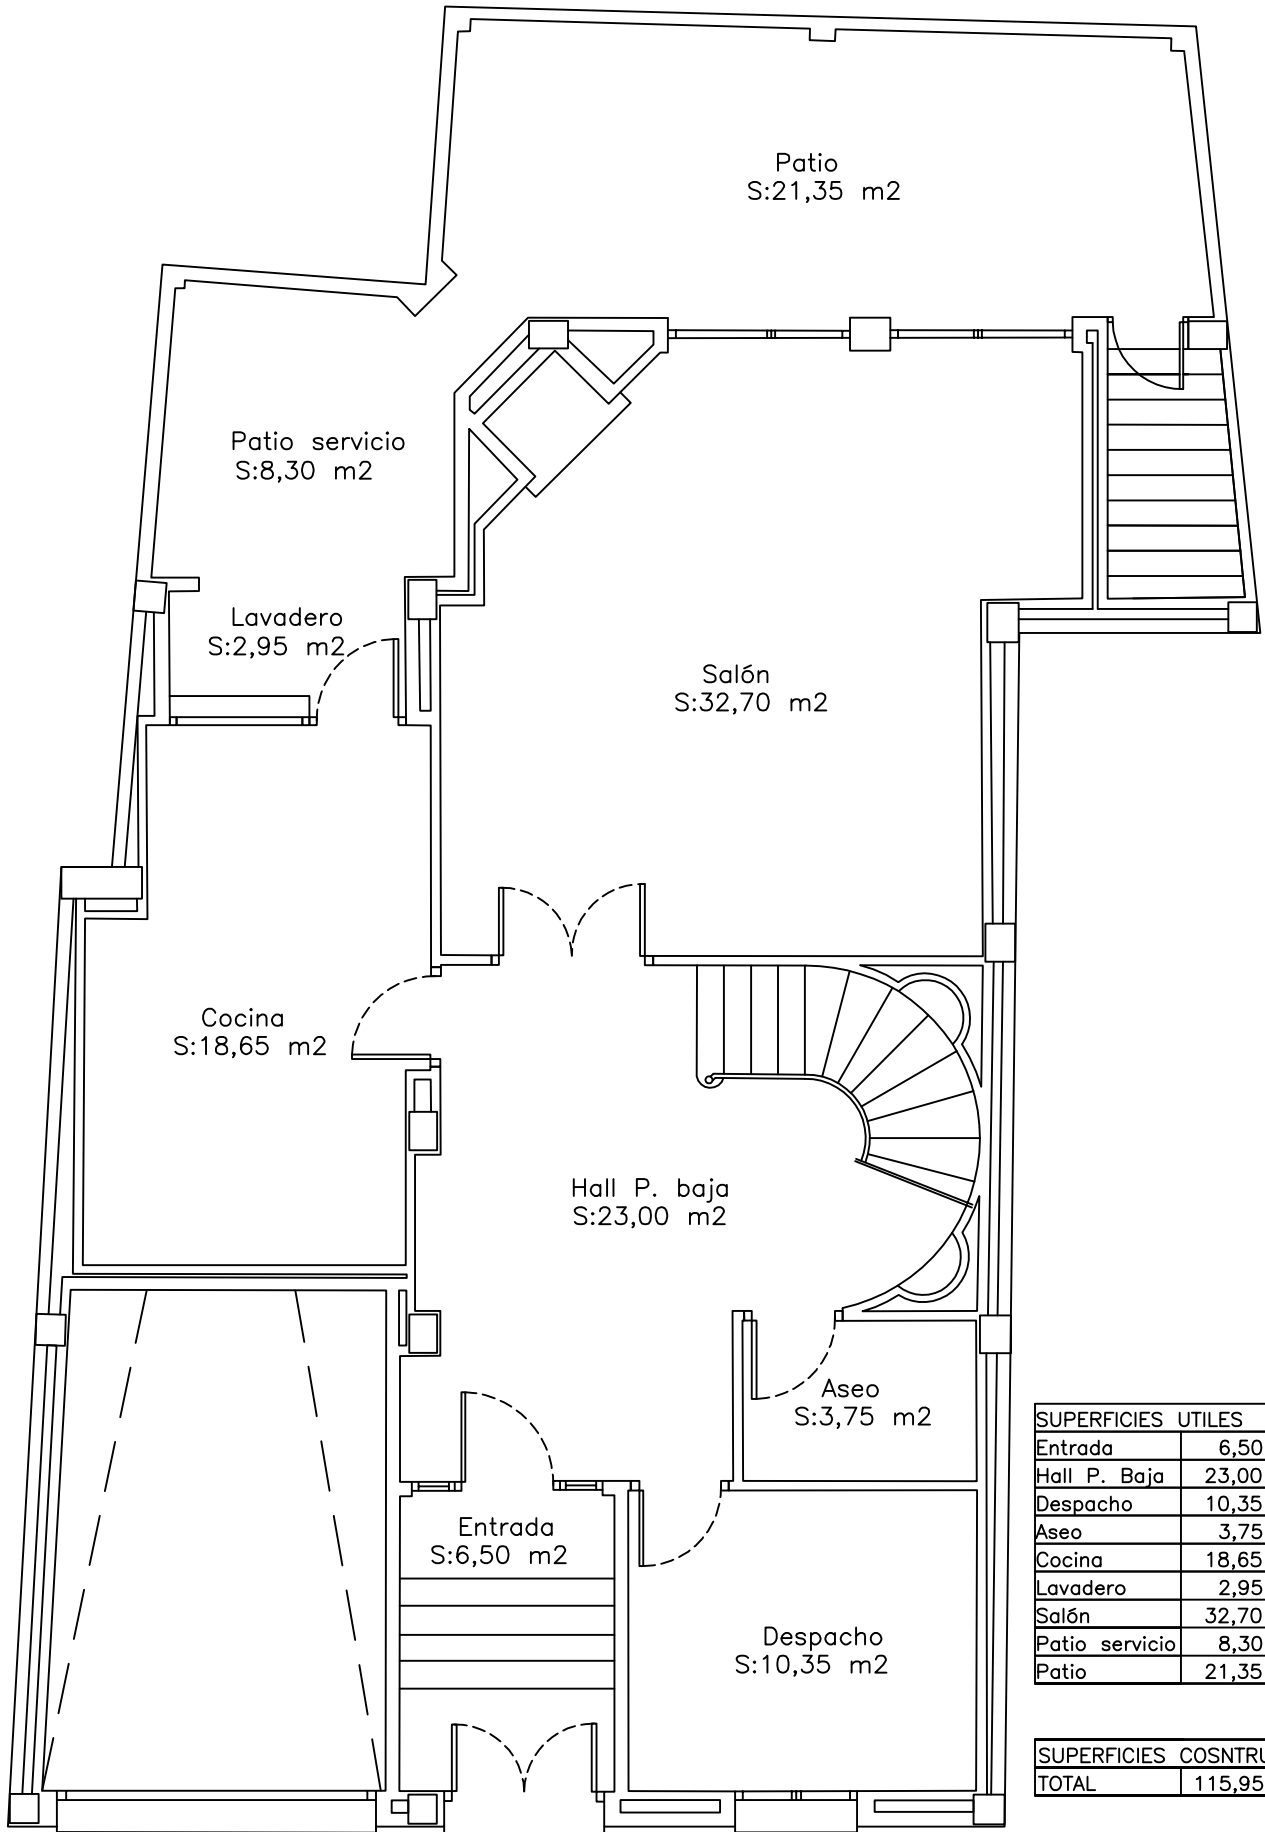 Patio
S:21,35 m2
Patio servicio
S:8,30 m2
Lavadero
S:2,95 m2
Salón
S:32,70 m2
Cocina
S:18,65 m2
Hall P. baja
S:23,00 m2
Aseo
S:3,75 m2
Entrada
S:6,50 m2
Despacho
S:10,35 m2
SUPERFICIES UTILES
Entrada 6,50
Hall P. Baja 23,00
Despacho 10,35
Aseo 3,75
Cocina 18,65
Lavadero 2,95
Salón 32,70
Patio servicio 8,30
Patio 21,35
SUPERFICIES COSNTRU
TOTAL 115,95